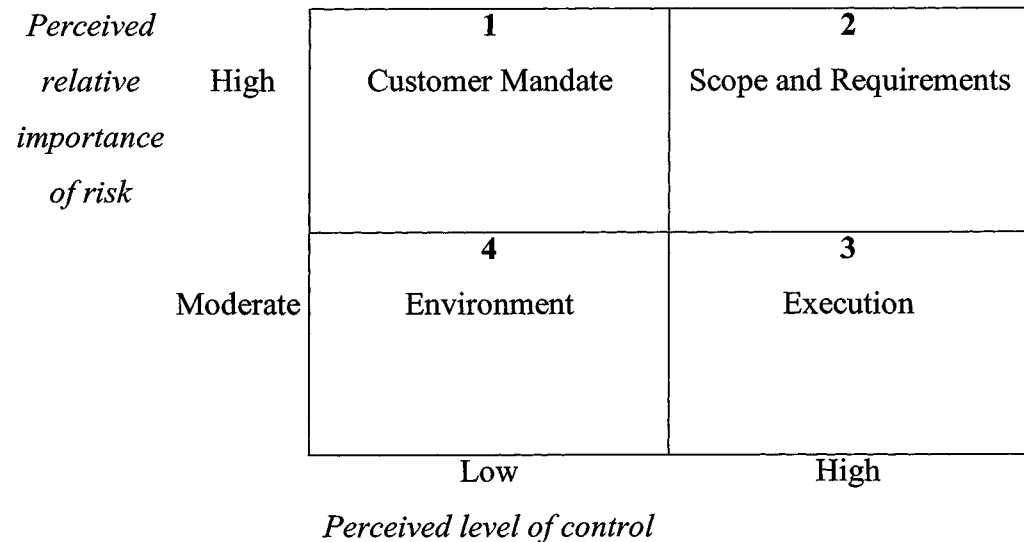 Perceived
relative
importance
of risk
High
1
2
Customer Mandate
Scope and Requirements
Moderate
4
3
Environment
Execution
Low
High
Perceived level of control